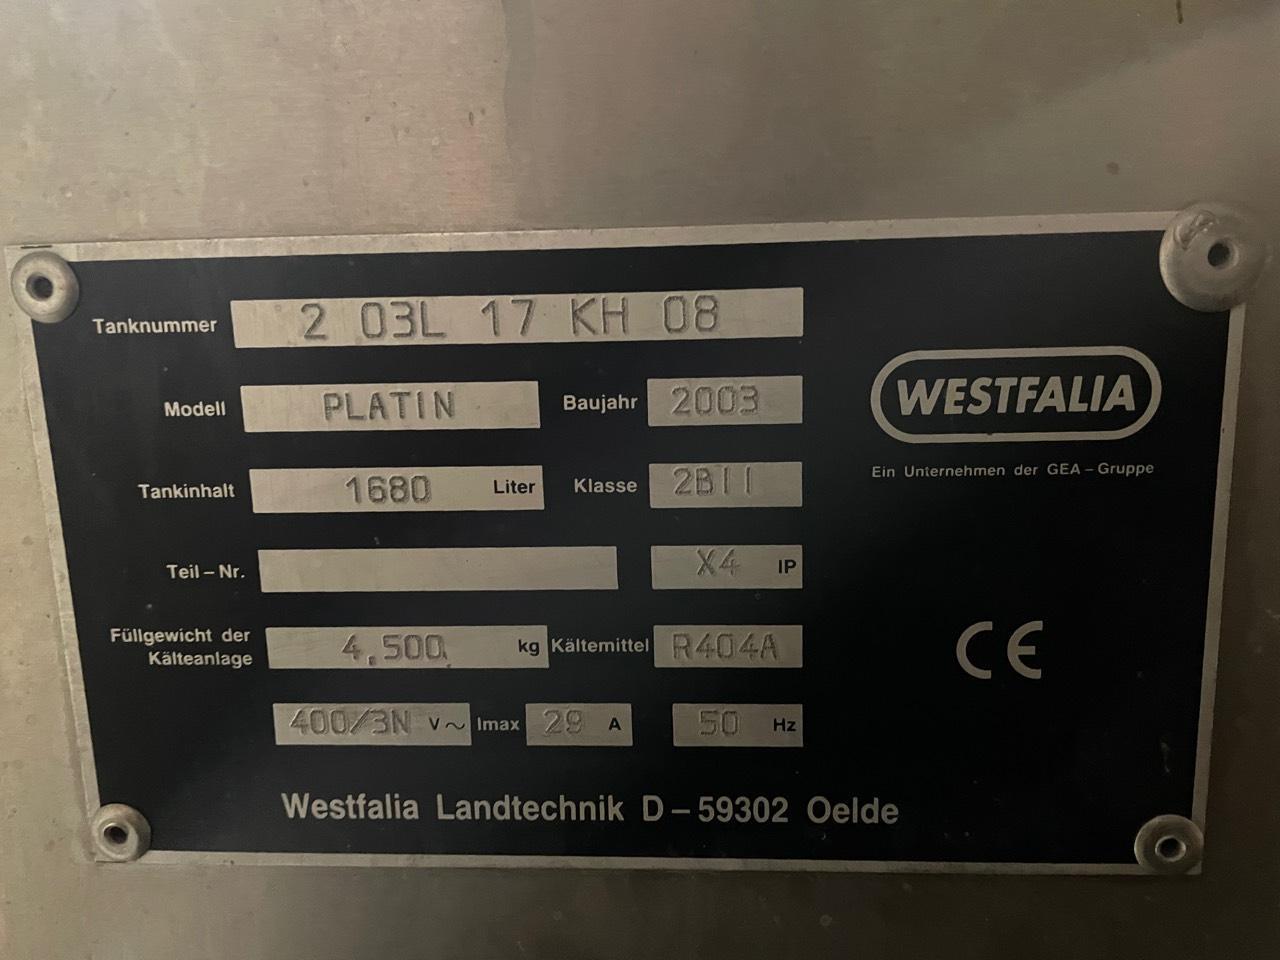 Tanknummer 2 03L 17 KH 08
Modell PLATIN Baujahr 2003
WESTFALIA
Ein Unternehmen der GEA – Gruppe
Tankinhalt 1680 Liter Klasse 2BII
Teil – Nr. X4 IP
Füllgewicht der
Kälteanlage 4,500 kg Kältemittel R404A
CE
400/3N V~ Imax 29 A 50 Hz
Westfalia Landtechnik D – 59302 Oelde